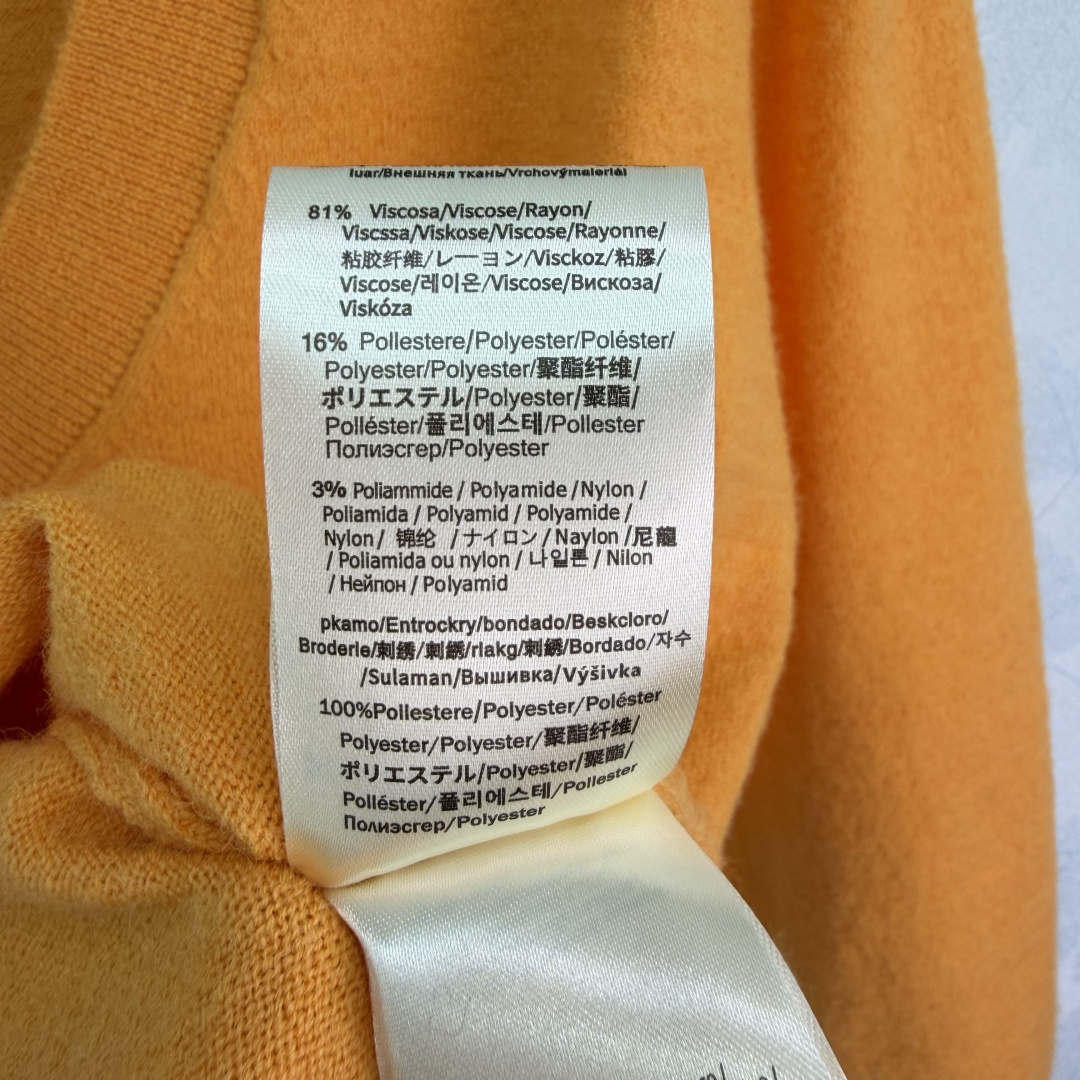 luar/Внешняя ткань/Vrchovýmateriál
81% Viscosa/Viscose/Rayon/
Viscssa/Viskose/Viscose/Rayonne/
粘胶纤维/レーヨン/Visckoz/粘膠/
Viscose/레이온/Viscose/Вискоза/
Viskóza
16% Pollestere/Polyester/Poléster/
Polyester/Polyester/聚酯纤维/
ポリエステル/Polyester/聚酯/
Polléster/폴리에스테/Pollester
Полиэсгер/Polyester
3% Poliammide / Polyamide / Nylon /
Poliamida / Polyamid / Polyamide /
Nylon / 锦纶 / ナイロン / Naylon /尼龍
/ Poliamida ou nylon / 나일론 / Nilon
/ Нейпон / Polyamid
pkamo/Entrockry/bondado/Beskcloro/
Broderle/刺绣/刺繡/rlakg/刺繡/Bordado/자수
/Sulaman/Вышивка/Výšivka
100%Pollestere/Polyester/Poléster
Polyester/Polyester/聚酯纤维/
ポリエステル/Polyester/聚酯/
Polléster/폴리에스테/Pollester
Полиэсгер/Polyester